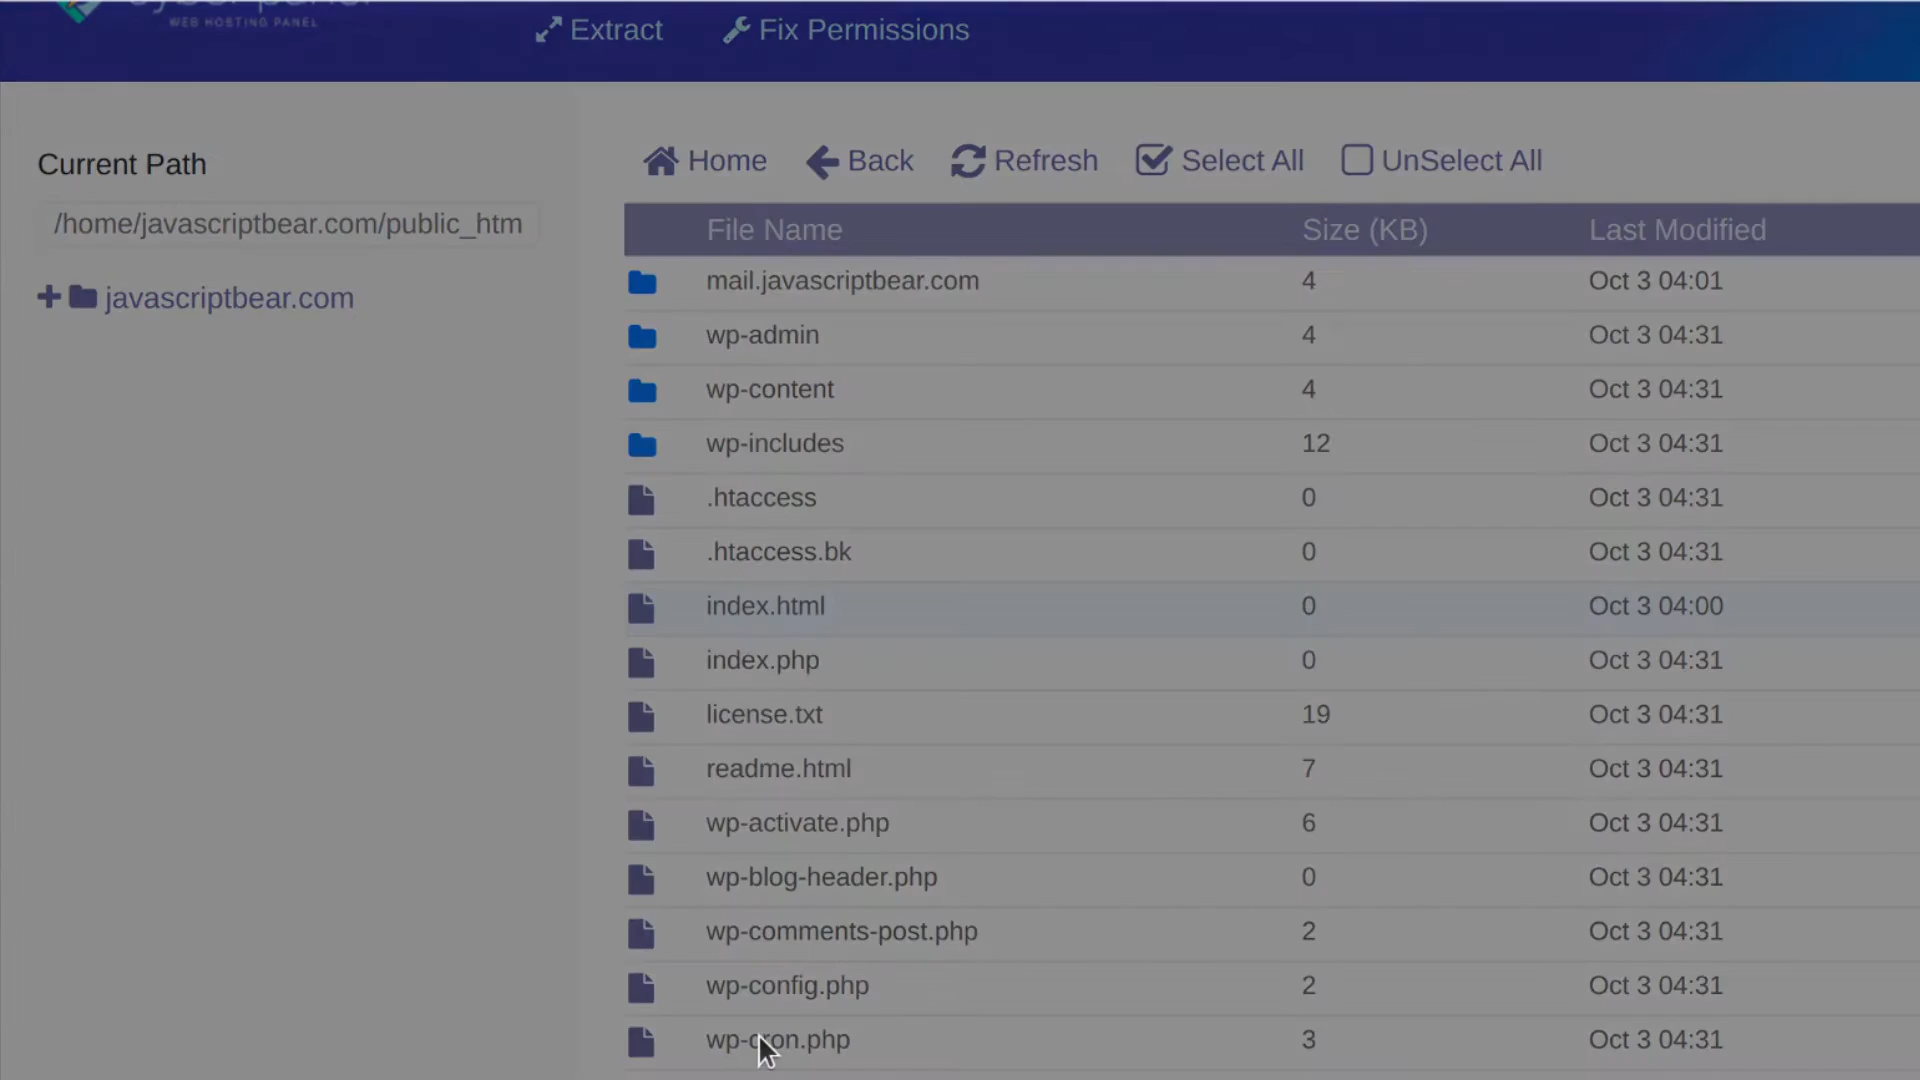 WEB HOSTING PANEL
Extract
Fix Permissions
Current Path
/home/javascriptbear.com/public_htm
javascriptbear.com
Home Back Refresh Select All UnSelect All
File Name Size (KB) Last Modified
mail.javascriptbear.com 4 Oct 3 04:01
wp-admin 4 Oct 3 04:31
wp-content 4 Oct 3 04:31
wp-includes 12 Oct 3 04:31
.htaccess 0 Oct 3 04:31
.htaccess.bk 0 Oct 3 04:31
index.html 0 Oct 3 04:00
index.php 0 Oct 3 04:31
license.txt 19 Oct 3 04:31
readme.html 7 Oct 3 04:31
wp-activate.php 6 Oct 3 04:31
wp-blog-header.php 0 Oct 3 04:31
wp-comments-post.php 2 Oct 3 04:31
wp-config.php 2 Oct 3 04:31
wp-cron.php 3 Oct 3 04:31